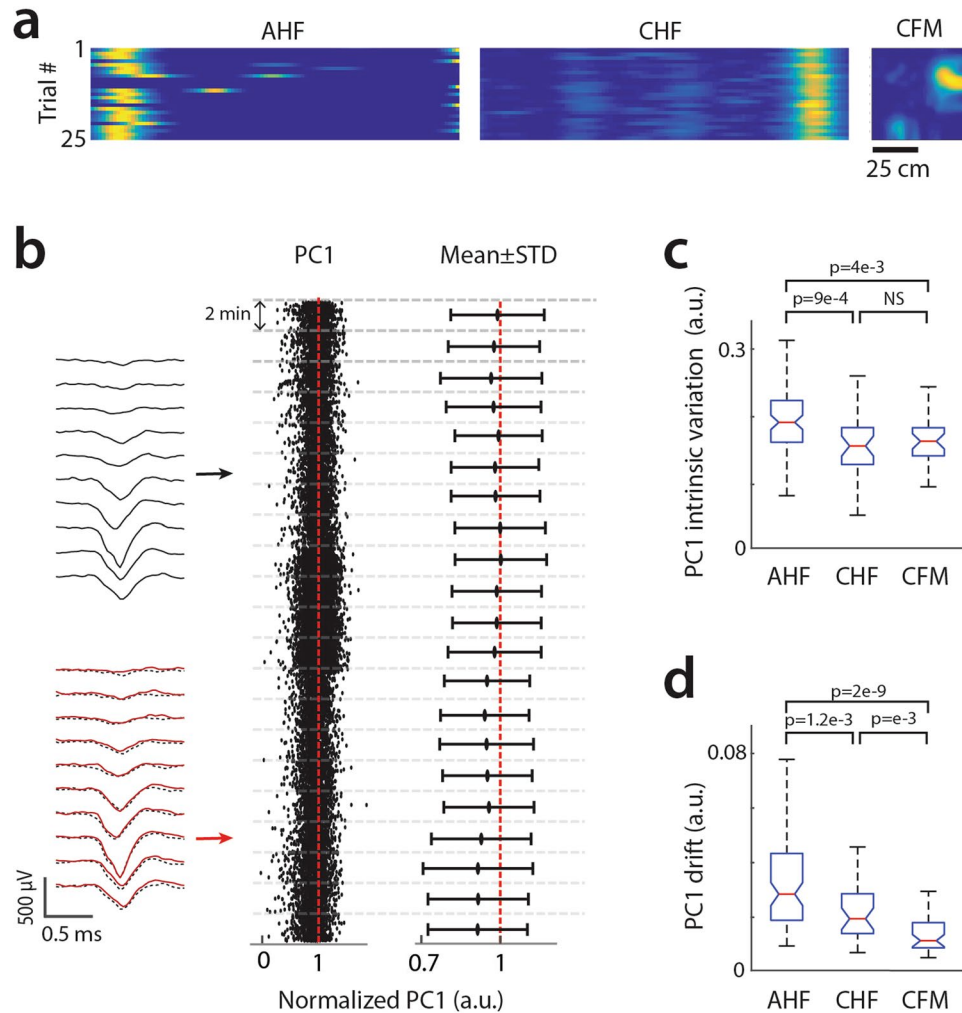 a
AHF
CHF
CFM
Trial #
1
25
25 cm
b
PC1
Mean±STD
2 min
500 μV
0.5 ms
0
1
0.7
1
Normalized PC1 (a.u.)
c
p=4e-3
p=9e-4
NS
PC1 intrinsic variation (a.u.)
0.3
0
AHF
CHF
CFM
d
p=2e-9
p=1.2e-3
p=e-3
PC1 drift (a.u.)
0.08
0
AHF
CHF
CFM